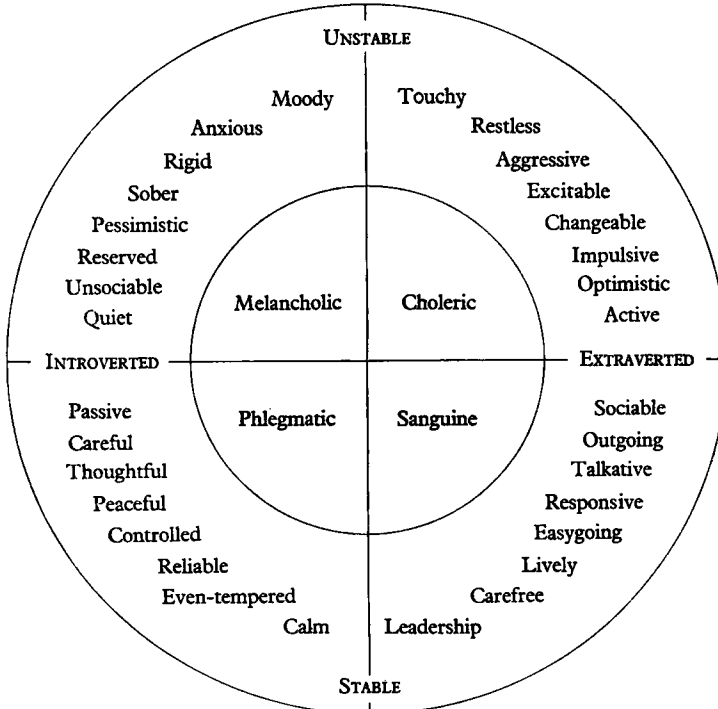 UNSTABLE
Moody
Touchy
Anxious
Restless
Rigid
Aggressive
Sober
Excitable
Pessimistic
Changeable
Reserved
Impulsive
Unsociable
Optimistic
Quiet
Active
Melancholic
Choleric
INTROVERTED
EXTRAVERTED
Phlegmatic
Sanguine
Passive
Sociable
Careful
Outgoing
Thoughtful
Talkative
Peaceful
Responsive
Controlled
Easygoing
Reliable
Lively
Even-tempered
Carefree
Calm
Leadership
STABLE